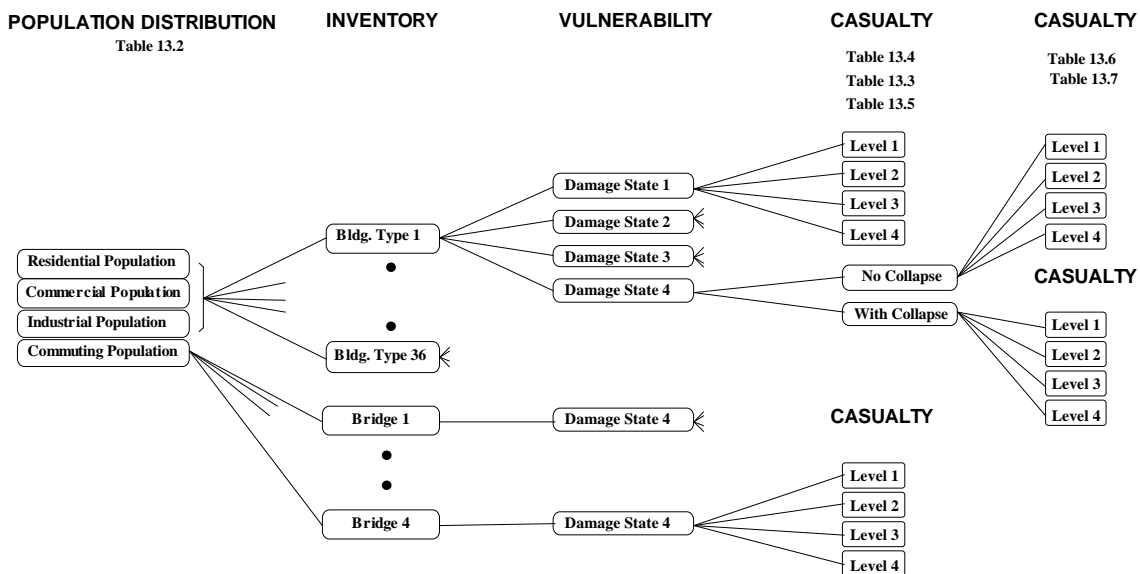 POPULATION DISTRIBUTION
Table 13.2
INVENTORY
VULNERABILITY
CASUALTY
Table 13.4
Table 13.3
Table 13.5
CASUALTY
Table 13.6
Table 13.7
Residential Population
Commercial Population
Industrial Population
Commuting Population
Bldg. Type 1
Bldg. Type 36
Bridge 1
Bridge 4
Damage State 1
Damage State 2
Damage State 3
Damage State 4
Damage State 4
Damage State 4
Level 1
Level 2
Level 3
Level 4
No Collapse
With Collapse
CASUALTY
Level 1
Level 2
Level 3
Level 4
Level 1
Level 2
Level 3
Level 4
CASUALTY
Level 1
Level 2
Level 3
Level 4